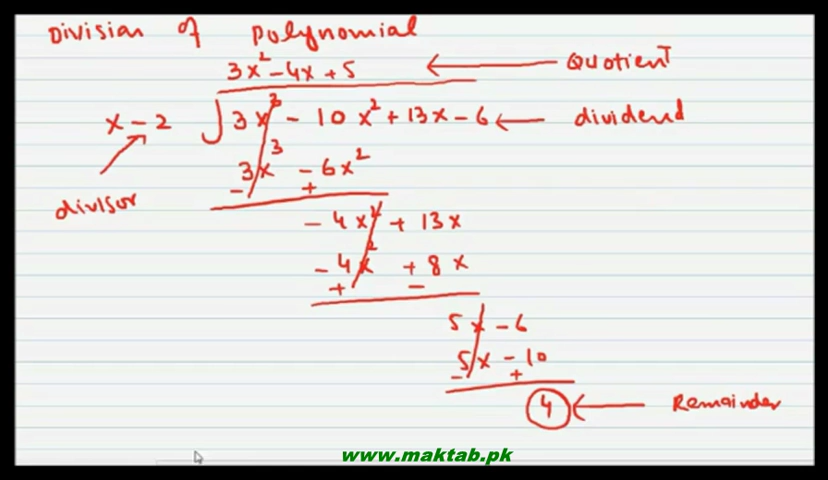 Division of Polynomial
3x² - 4x + 5 ← Quotient
x - 2 3x³ - 10x² + 13x - 6 ← dividend
divisor
3x³ - 6x²
- +
- 4x² + 13x
- 4x² + 8x
+ -
5x - 6
5x - 10
- +
4 ← Remainder
www.maktab.pk